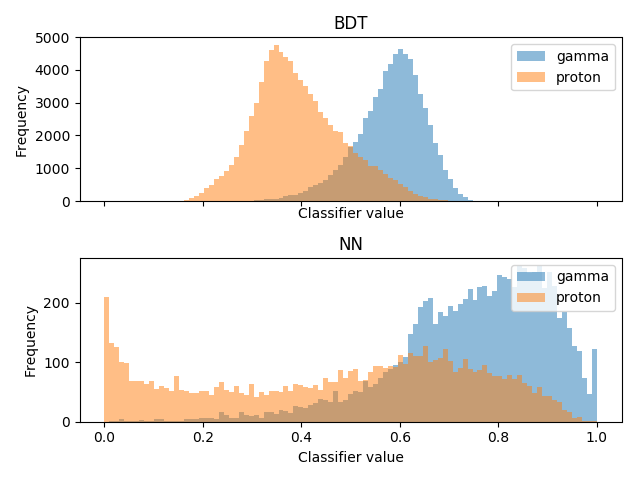 BDT
5000
4000
3000
2000
1000
0
Frequency
gamma
proton
Classifier value
NN
200
100
0
Frequency
gamma
proton
0.0 0.2 0.4 0.6 0.8 1.0
Classifier value